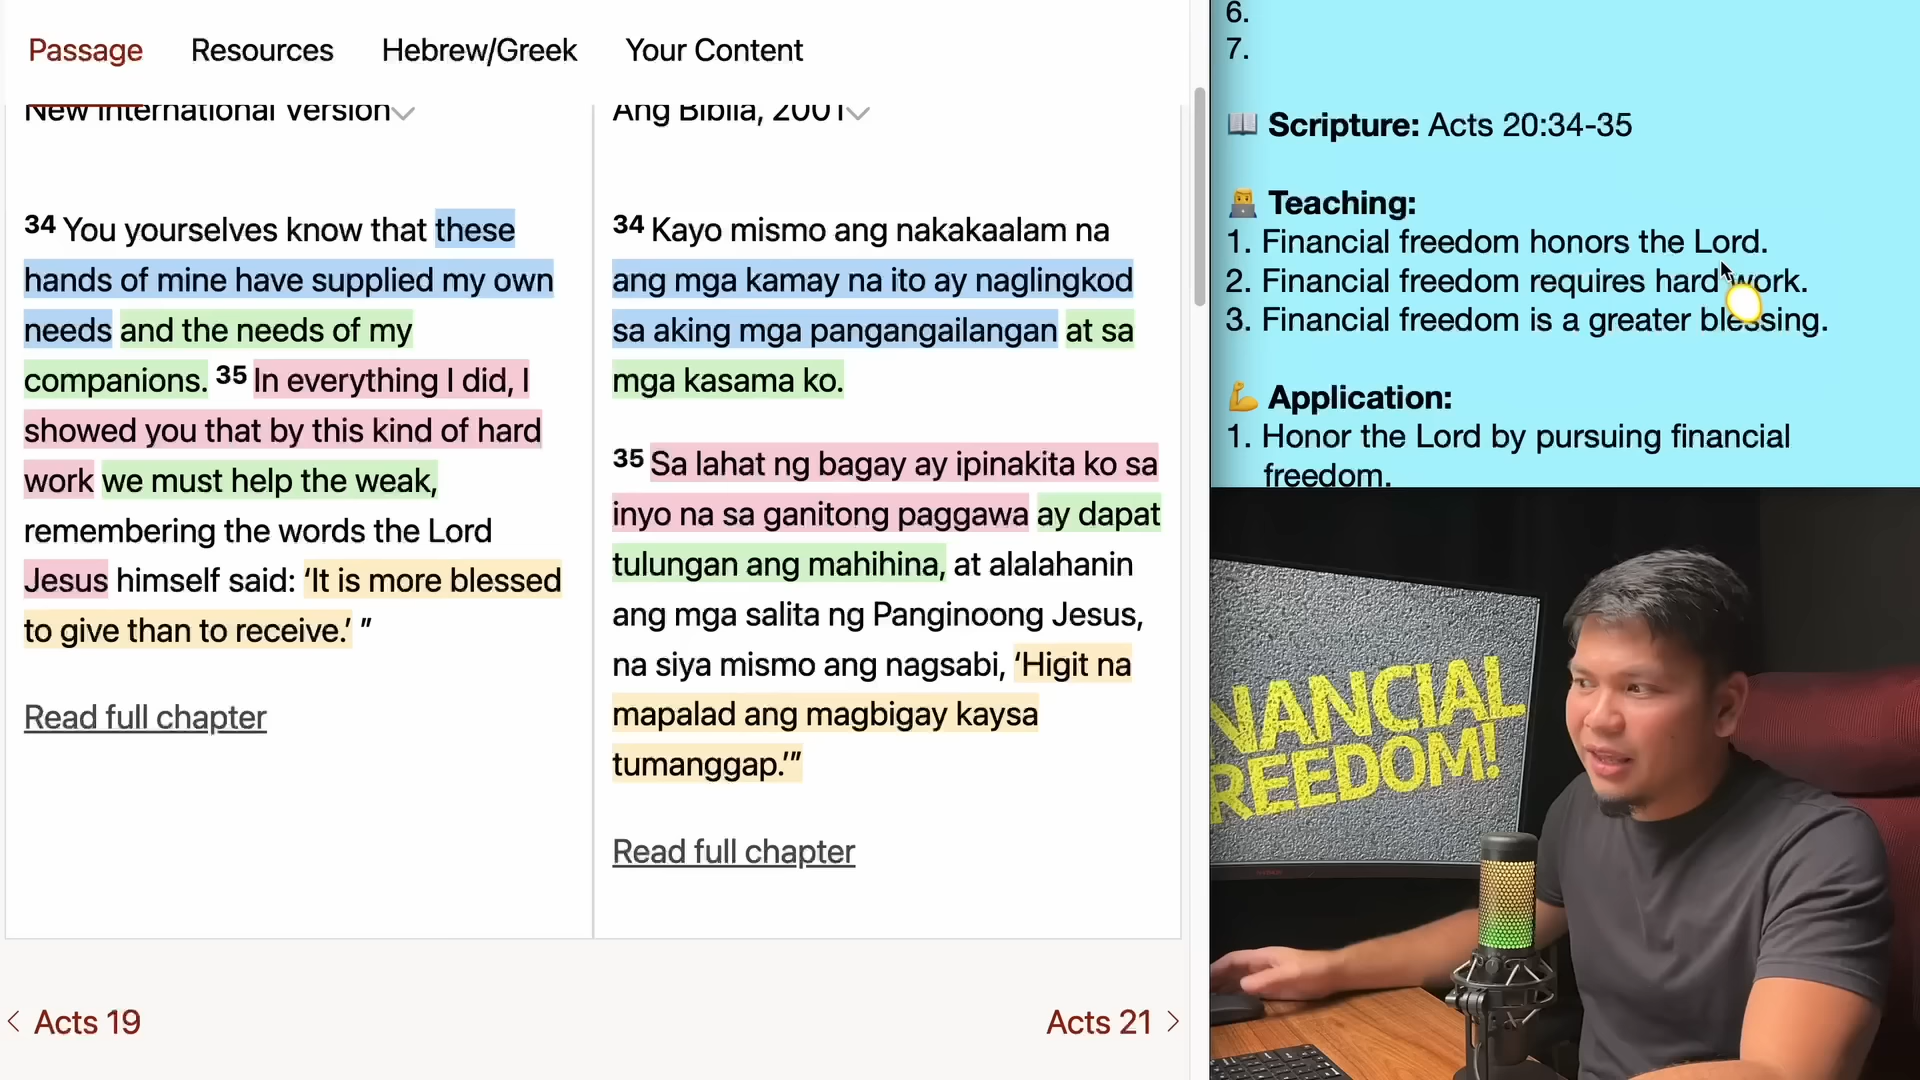 Passage Resources Hebrew/Greek Your Content
New International Version
34 You yourselves know that these
hands of mine have supplied my own
needs and the needs of my
companions. 35 In everything I did, I
showed you that by this kind of hard
work we must help the weak,
remembering the words the Lord
Jesus himself said: ‘It is more blessed
to give than to receive.’ ”
Read full chapter
Ang Biblia, 2001
34 Kayo mismo ang nakakaalam na
ang mga kamay na ito ay naglingkod
sa aking mga pangangailangan at sa
mga kasama ko.
35 Sa lahat ng bagay ay ipinakita ko sa
inyo na sa ganitong paggawa ay dapat
tulungan ang mahihina, at alalahanin
ang mga salita ng Panginoong Jesus,
na siya mismo ang nagsabi, ‘Higit na
mapalad ang magbigay kaysa
tumanggap.’”
Read full chapter
Acts 19
Acts 21
6.
7.
Scripture: Acts 20:34-35
Teaching:
1. Financial freedom honors the Lord.
2. Financial freedom requires hard work.
3. Financial freedom is a greater blessing.
Application:
1. Honor the Lord by pursuing financial
freedom.
NANCIAL
REEDOM!